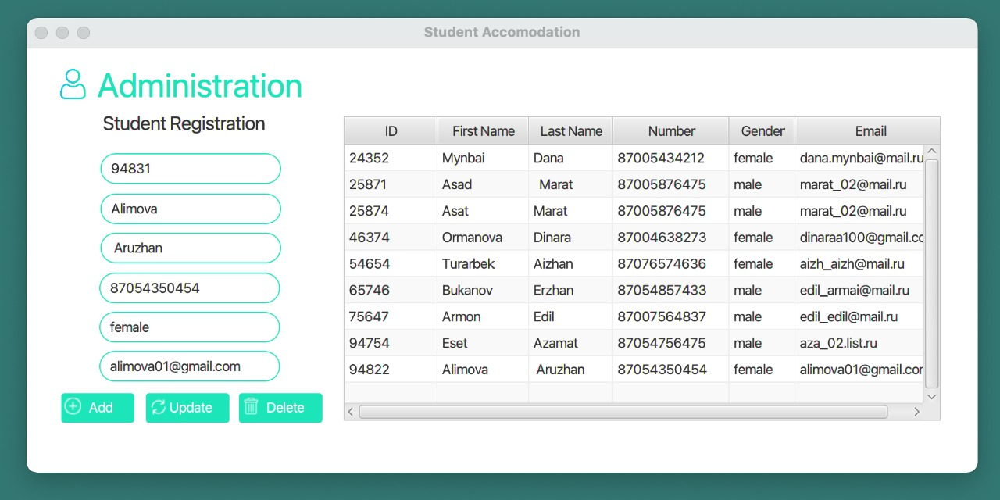 Student Accomodation
Administration
Student Registration
94831
Alimova
Aruzhan
87054350454
female
alimova01@gmail.com
Add Update Delete
ID First Name Last Name Number Gender Email
24352 Mynbai Dana 87005434212 female dana.mynbai@mail.ru
25871 Asad Marat 87005876475 male marat_02@mail.ru
25874 Asat Marat 87005876475 male marat_02@mail.ru
46374 Ormanova Dinara 87004638273 female dinaraa100@gmail.co
54654 Turarbek Aizhan 87076574636 female aizh_aizh@mail.ru
65746 Bukanov Erzhan 87054857433 male edil_armai@mail.ru
75647 Armon Edil 87007564837 male edil_edil@mail.ru
94754 Eset Azamat 87054756475 male aza_02.list.ru
94822 Alimova Aruzhan 87054350454 female alimova01@gmail.com